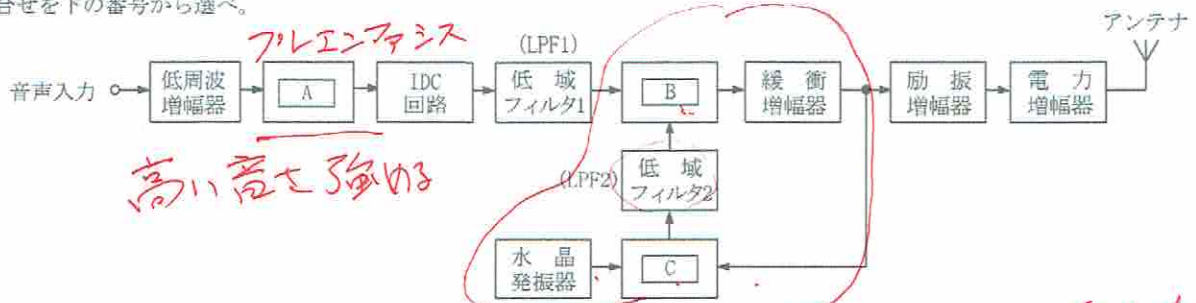 合せを下の番号から選べ。
プレエンファシス
(LPF1)
アンテナ
音声入力
低周波
増幅器
A
IDC
回路
低域
フィルタ1
B
緩衝
増幅器
励振
増幅器
電力
増幅器
高い音を強める
(LPF2)
低域
フィルタ2
水晶
発振器
C